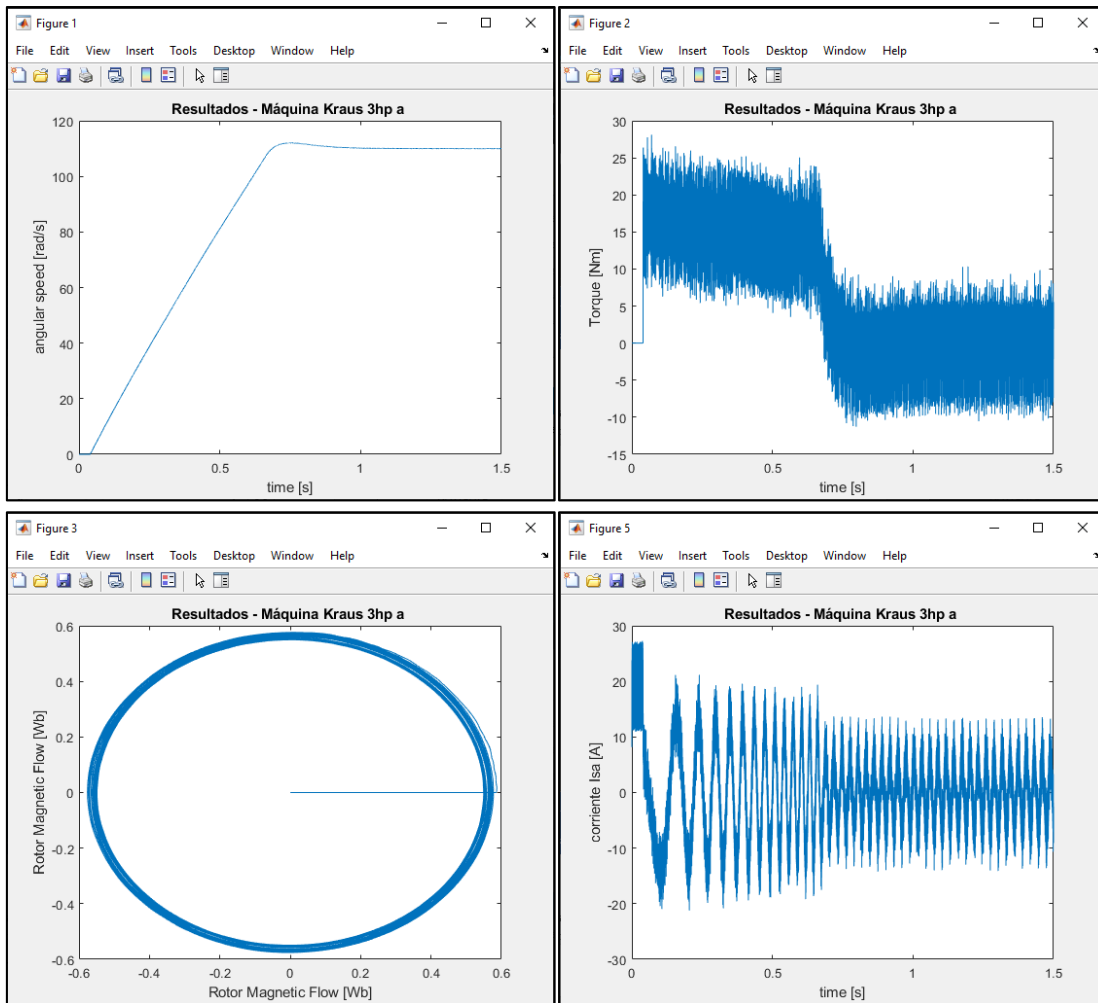 Figure 1
File Edit View Insert Tools Desktop Window Help
Resultados - Máquina Kraus 3hp a
120
100
80
60
40
20
0
angular speed [rad/s]
0 0.5 1 1.5
time [s]
Figure 2
File Edit View Insert Tools Desktop Window Help
Resultados - Máquina Kraus 3hp a
30
25
20
15
10
5
0
-5
-10
-15
Torque [Nm]
0 0.5 1 1.5
time [s]
Figure 3
File Edit View Insert Tools Desktop Window Help
Resultados - Máquina Kraus 3hp a
0.6
0.4
0.2
0
-0.2
-0.4
-0.6
Rotor Magnetic Flow [Wb]
-0.6 -0.4 -0.2 0 0.2 0.4 0.6
Rotor Magnetic Flow [Wb]
Figure 5
File Edit View Insert Tools Desktop Window Help
Resultados - Máquina Kraus 3hp a
30
20
10
0
-10
-20
-30
corriente Isa [A]
0 0.5 1 1.5
time [s]